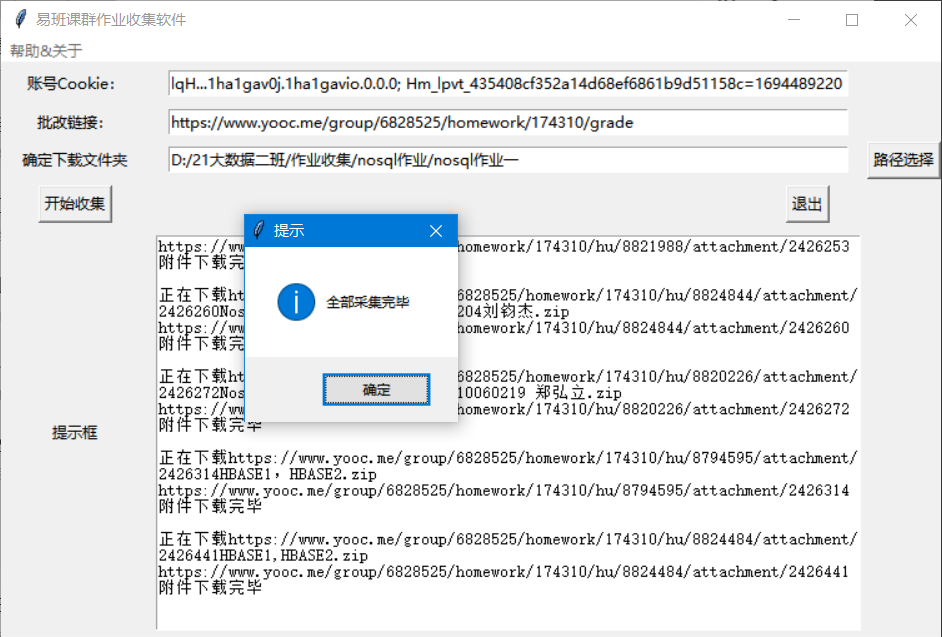 易班课群作业收集软件
帮助&关于
账号Cookie:
lqH...1ha1gav0j.1ha1gavio.0.0.0; Hm_lpvt_435408cf352a14d68ef6861b9d51158c=1694489220
批改链接:
https://www.yooc.me/group/6828525/homework/174310/grade
确定下载文件夹
D:/21大数据二班/作业收集/nosql作业/nosql作业一
路径选择
开始收集
退出
提示
全部采集完毕
确定
提示框
https://ww
homework/174310/hu/8821988/attachment/2426253
附件下载完
正在下载ht
6828525/homework/174310/hu/8824844/attachment/
2426260Nos
204刘钧杰.zip
https://ww
homework/174310/hu/8824844/attachment/2426260
附件下载完
正在下载ht
6828525/homework/174310/hu/8820226/attachment/
2426272Nos
10060219 郑弘立.zip
https://ww
homework/174310/hu/8820226/attachment/2426272
附件下载完毕
正在下载https://www.yooc.me/group/6828525/homework/174310/hu/8794595/attachment/
2426314HBASE1，HBASE2.zip
https://www.yooc.me/group/6828525/homework/174310/hu/8794595/attachment/2426314
附件下载完毕
正在下载https://www.yooc.me/group/6828525/homework/174310/hu/8824484/attachment/
2426441HBASE1,HBASE2.zip
https://www.yooc.me/group/6828525/homework/174310/hu/8824484/attachment/2426441
附件下载完毕